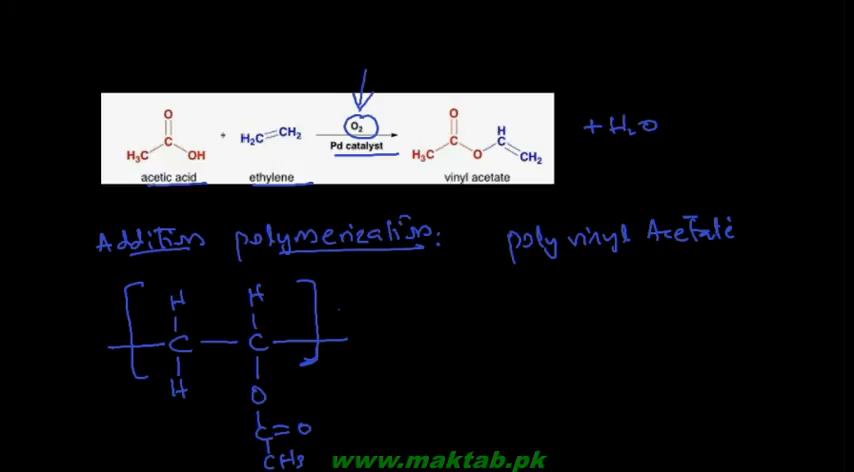 O
O
H
H₃C C OH + H₂C=CH₂ O₂ H₃C C O C CH₂ + H₂O
Pd catalyst
acetic acid ethylene vinyl acetate
Addition polymerization: poly vinyl Acetate
H H
C C
H O
C=O
CH3
www.maktab.pk